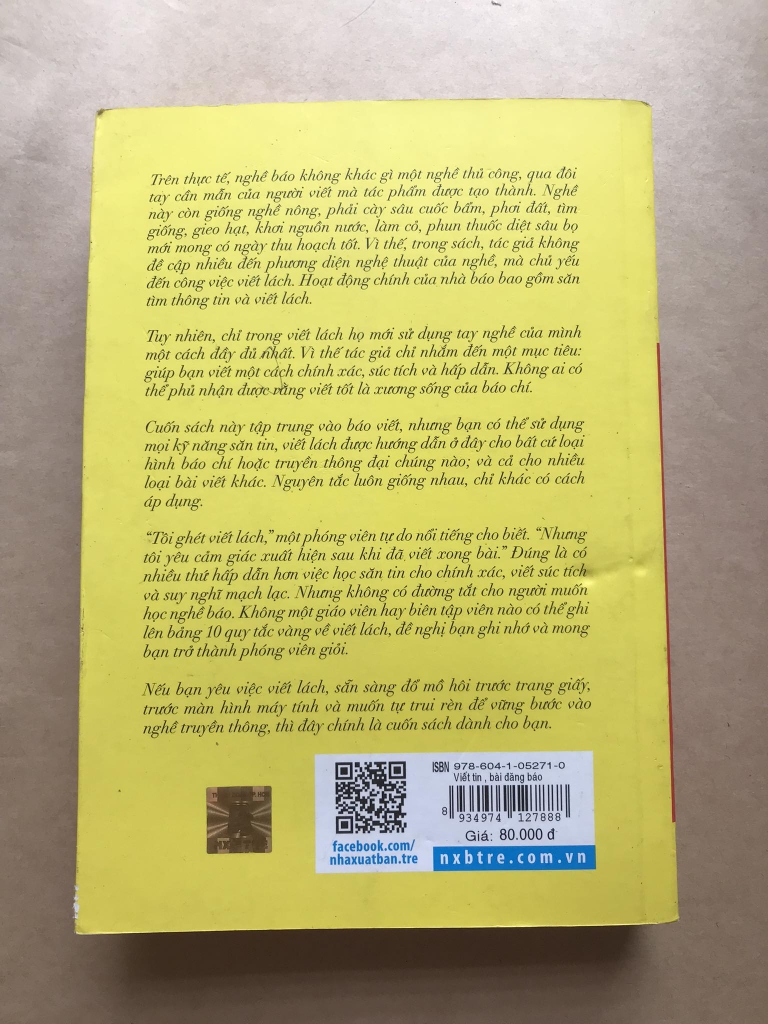 Trên thực tế, nghề báo không khác gì một nghề thủ công, qua đôi
tay cần mẫn của người viết mà tác phẩm được tạo thành. Nghề
này còn giống nghề nông, phải cày sâu cuốc bẩm, phơi đất, tìm
giống, gieo hạt, khơi nguồn nước, làm cỏ, phun thuốc diệt sâu bọ
mới mong có ngày thu hoạch tốt. Vì thế, trong sách, tác giả không
đề cập nhiều đến phương diện nghệ thuật của nghề, mà chủ yếu
đến công việc viết lách. Hoạt động chính của nhà báo bao gồm săn
tìm thông tin và viết lách.
Tuy nhiên, chỉ trong viết lách họ mới sử dụng tay nghề của mình
một cách đầy đủ nhất. Vì thế tác giả chỉ nhắm đến một mục tiêu:
giúp bạn viết một cách chính xác, súc tích và hấp dẫn. Không ai có
thể phủ nhận được rằng viết tốt là xương sống của báo chí.
Cuốn sách này tập trung vào báo viết, nhưng bạn có thể sử dụng
mọi kỹ năng săn tin, viết lách được hướng dẫn ở đây cho bất cứ loại
hình báo chí hoặc truyền thông đại chúng nào; và cả cho nhiều
loại bài viết khác. Nguyên tắc luôn giống nhau, chỉ khác có cách
áp dụng.
“Tôi ghét viết lách,” một phóng viên tự do nổi tiếng cho biết. “Nhưng
tôi yêu cảm giác xuất hiện sau khi đã viết xong bài.” Đúng là có
nhiều thứ hấp dẫn hơn việc học săn tin cho chính xác, viết súc tích
và suy nghĩ mạch lạc. Nhưng không có đường tắt cho người muốn
học nghề báo. Không một giáo viên hay biên tập viên nào có thể ghi
lên bảng 10 quy tắc vàng về viết lách, đề nghị bạn ghi nhớ và mong
bạn trở thành phóng viên giỏi.
Nếu bạn yêu việc viết lách, sẵn sàng đổ mồ hôi trước trang giấy,
trước màn hình máy tính và muốn tự trui rèn để vững bước vào
nghề truyền thông, thì đây chính là cuốn sách dành cho bạn.
ISBN 978-604-1-05271-0
Viết tin , bài đăng báo
8 934974 127888
Giá: 80.000 đ
facebook.com/
nhaxuatban.tre
nxbtre.com.vn